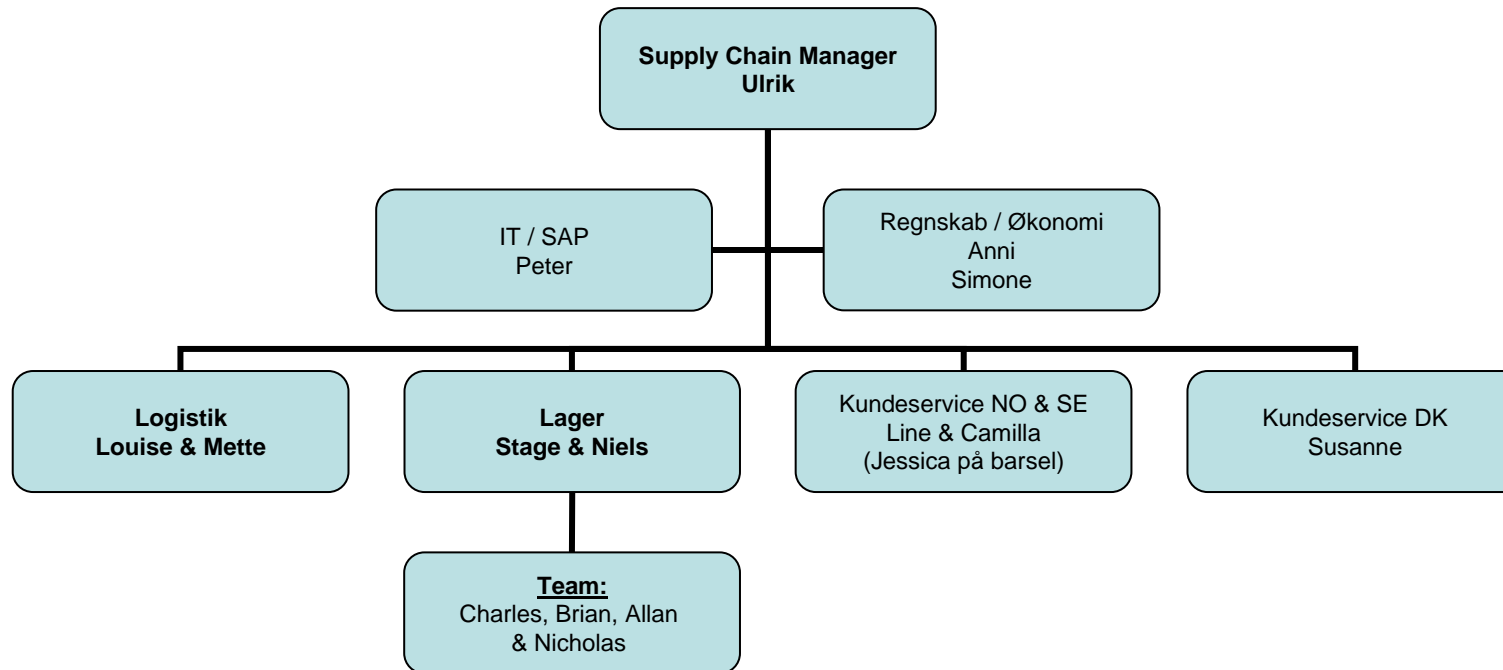 Supply Chain Manager
Ulrik
IT / SAP
Peter
Regnskab / Økonomi
Anni
Simone
Logistik
Louise & Mette
Lager
Stage & Niels
Kundeservice NO & SE
Line & Camilla
(Jessica på barsel)
Kundeservice DK
Susanne
Team:
Charles, Brian, Allan
& Nicholas